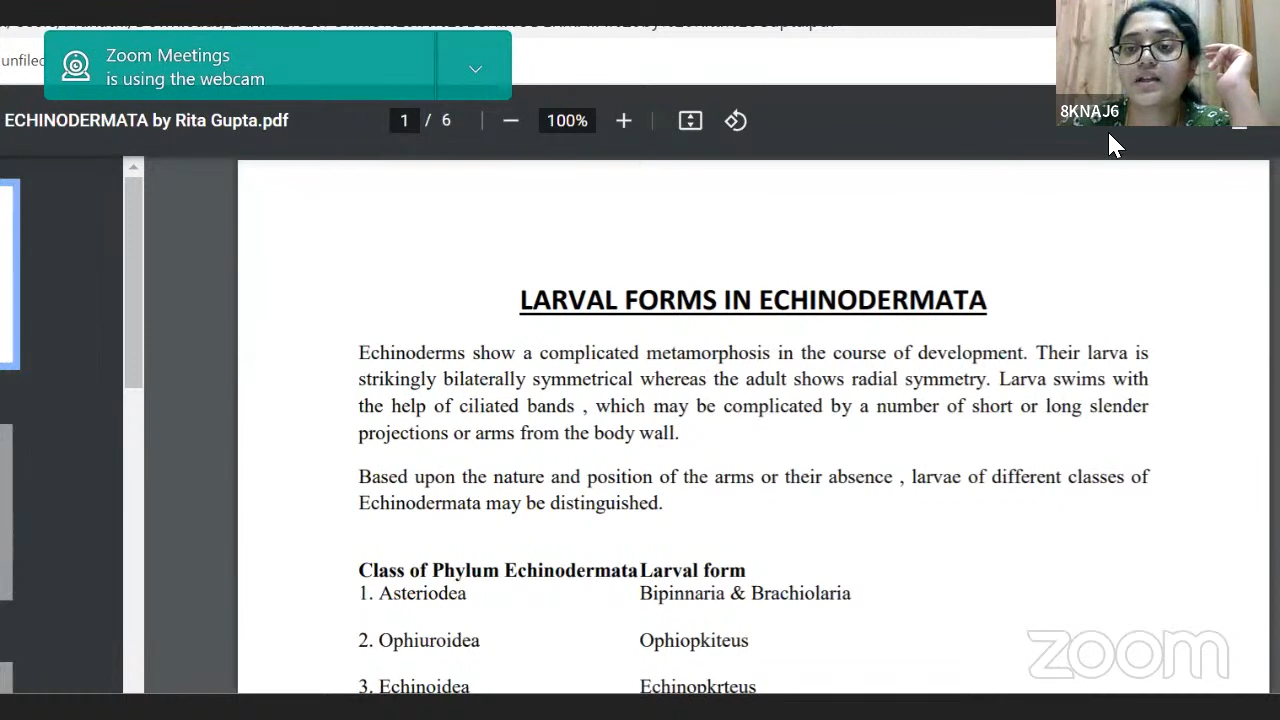 unfiled
Zoom Meetings
is using the webcam
8KNAJ6
ECHINODERMATA by Rita Gupta.pdf
1 / 6
100%
LARVAL FORMS IN ECHINODERMATA
Echinoderms show a complicated metamorphosis in the course of development. Their larva is
strikingly bilaterally symmetrical whereas the adult shows radial symmetry. Larva swims with
the help of ciliated bands , which may be complicated by a number of short or long slender
projections or arms from the body wall.
Based upon the nature and position of the arms or their absence , larvae of different classes of
Echinodermata may be distinguished.
Class of Phylum Echinodermata Larval form
1. Asteriodea Bipinnaria & Brachiolaria
2. Ophiuroidea Ophiopkiteus
3. Echinoidea Echinopkrteus
zoom